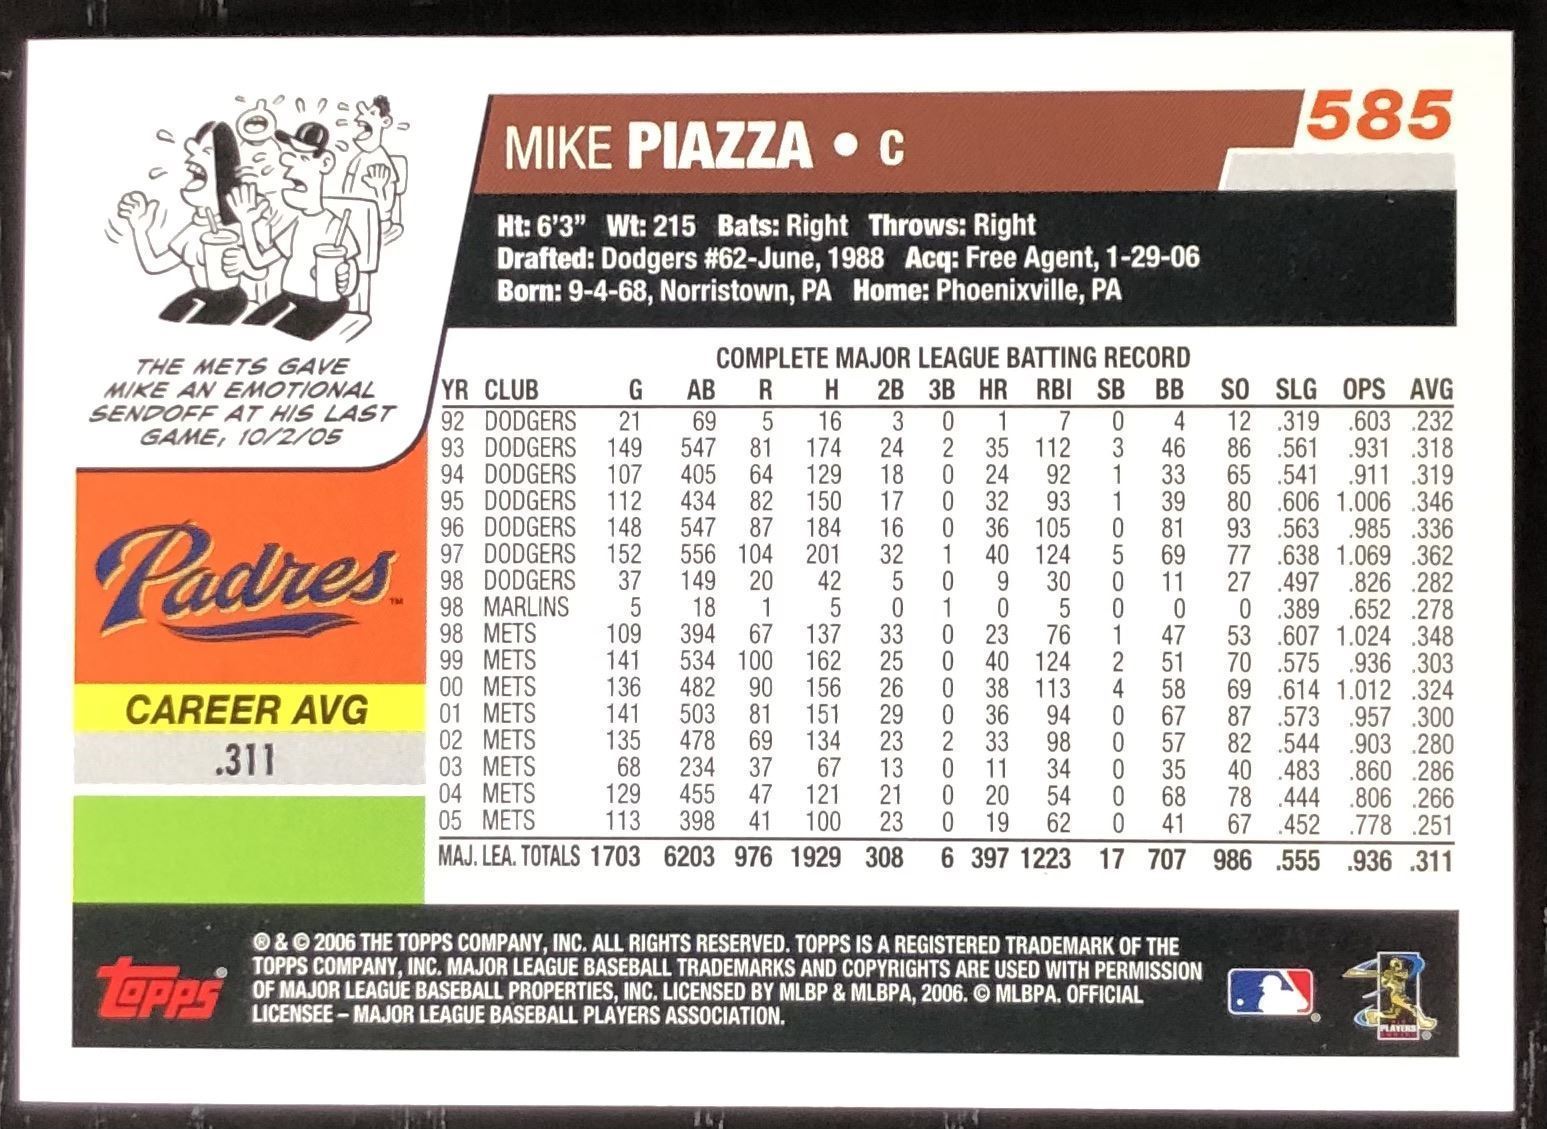 585
MIKE PIAZZA • C
Ht: 6'3" Wt: 215 Bats: Right Throws: Right
Drafted: Dodgers #62-June, 1988 Acq: Free Agent, 1-29-06
Born: 9-4-68, Norristown, PA Home: Phoenixville, PA
THE METS GAVE
MIKE AN EMOTIONAL
SENDOFF AT HIS LAST
GAME, 10/2/05
Padres™
CAREER AVG
.311
COMPLETE MAJOR LEAGUE BATTING RECORD
YR CLUB G AB R H 2B 3B HR RBI SB BB SO SLG OPS AVG
92 DODGERS 21 69 5 16 3 0 1 7 0 4 12 .319 .603 .232
93 DODGERS 149 547 81 174 24 2 35 112 3 46 86 .561 .931 .318
94 DODGERS 107 405 64 129 18 0 24 92 1 33 65 .541 .911 .319
95 DODGERS 112 434 82 150 17 0 32 93 1 39 80 .606 1.006 .346
96 DODGERS 148 547 87 184 16 0 36 105 0 81 93 .563 .985 .336
97 DODGERS 152 556 104 201 32 1 40 124 5 69 77 .638 1.069 .362
98 DODGERS 37 149 20 42 5 0 9 30 0 11 27 .497 .826 .282
98 MARLINS 5 18 1 5 0 1 0 5 0 0 0 .389 .652 .278
98 METS 109 394 67 137 33 0 23 76 1 47 53 .607 1.024 .348
99 METS 141 534 100 162 25 0 40 124 2 51 70 .575 .936 .303
00 METS 136 482 90 156 26 0 38 113 4 58 69 .614 1.012 .324
01 METS 141 503 81 151 29 0 36 94 0 67 87 .573 .957 .300
02 METS 135 478 69 134 23 2 33 98 0 57 82 .544 .903 .280
03 METS 68 234 37 67 13 0 11 34 0 35 40 .483 .860 .286
04 METS 129 455 47 121 21 0 20 54 0 68 78 .444 .806 .266
05 METS 113 398 41 100 23 0 19 62 0 41 67 .452 .778 .251
MAJ. LEA. TOTALS 1703 6203 976 1929 308 6 397 1223 17 707 986 .555 .936 .311
topps®
® & © 2006 THE TOPPS COMPANY, INC. ALL RIGHTS RESERVED. TOPPS IS A REGISTERED TRADEMARK OF THE
TOPPS COMPANY, INC. MAJOR LEAGUE BASEBALL TRADEMARKS AND COPYRIGHTS ARE USED WITH PERMISSION
OF MAJOR LEAGUE BASEBALL PROPERTIES, INC. LICENSED BY MLBP & MLBPA, 2006. © MLBPA. OFFICIAL
LICENSEE – MAJOR LEAGUE BASEBALL PLAYERS ASSOCIATION.
PLAYERS